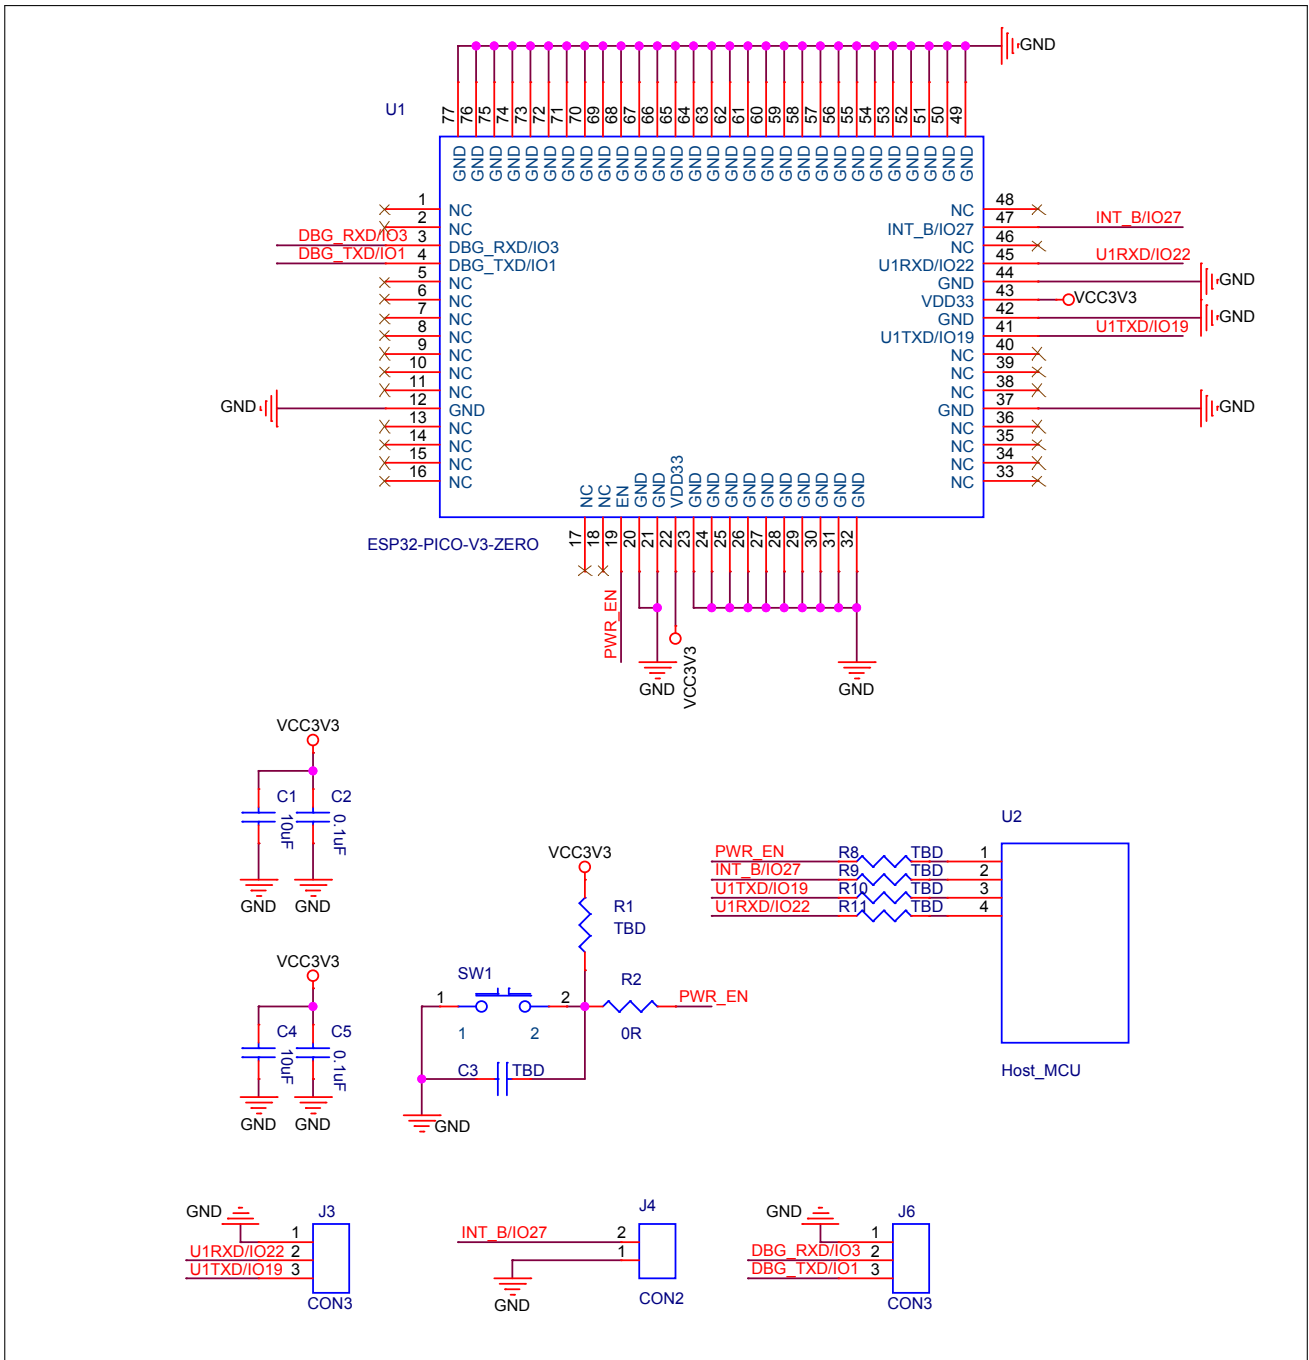 GND
U1
77 76 75 74 73 72 71 70 69 68 67 66 65 64 63 62 61 60 59 58 57 56 55 54 53 52 51 50 49
GND GND GND GND GND GND GND GND GND GND GND GND GND GND GND GND GND GND GND GND GND GND GND GND GND GND GND GND GND
1 NC
2 NC
DBG_RXD/IO3 3 DBG_RXD/IO3
DBG_TXD/IO1 4 DBG_TXD/IO1
5 NC
6 NC
7 NC
8 NC
9 NC
10 NC
11 NC
GND 12 GND
13 NC
14 NC
15 NC
16 NC
NC 48
INT_B/IO27 47 INT_B/IO27
NC 46
U1RXD/IO22 45 U1RXD/IO22
GND 44 GND
VDD33 43 VCC3V3
GND 42 GND
U1TXD/IO19 41 U1TXD/IO19
NC 40
NC 39
NC 38
GND 37 GND
NC 36
NC 35
NC 34
NC 33
NC NC EN GND GND VDD33 GND GND GND GND GND GND GND GND GND GND
17 18 19 20 21 22 23 24 25 26 27 28 29 30 31 32
ESP32-PICO-V3-ZERO
PWR_EN
GND
VCC3V3
GND
VCC3V3
C1 C2
10uF 0.1uF
GND GND
VCC3V3
C4 C5
10uF 0.1uF
GND GND
VCC3V3
R1
TBD
SW1
R2
1 2
PWR_EN
1 2
0R
C3 TBD
GND
U2
PWR_EN R8 TBD 1
INT_B/IO27 R9 TBD 2
U1TXD/IO19 R10 TBD 3
U1RXD/IO22 R11 TBD 4
Host_MCU
GND J3
1
U1RXD/IO22 2
U1TXD/IO19 3
CON3
J4
INT_B/IO27 2
1
GND
CON2
GND J6
1
DBG_RXD/IO3 2
DBG_TXD/IO1 3
CON3